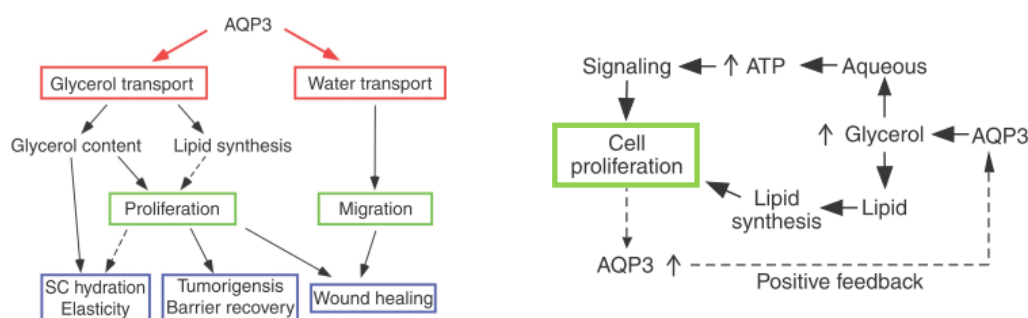 AQP3
Glycerol transport
Water transport
Glycerol content
Lipid synthesis
Proliferation
Migration
SC hydration
Elasticity
Tumorigensis
Barrier recovery
Wound healing
Signaling
↑ ATP
Aqueous
Cell
proliferation
↑ Glycerol
AQP3
Lipid
synthesis
Lipid
AQP3 ↑
Positive feedback